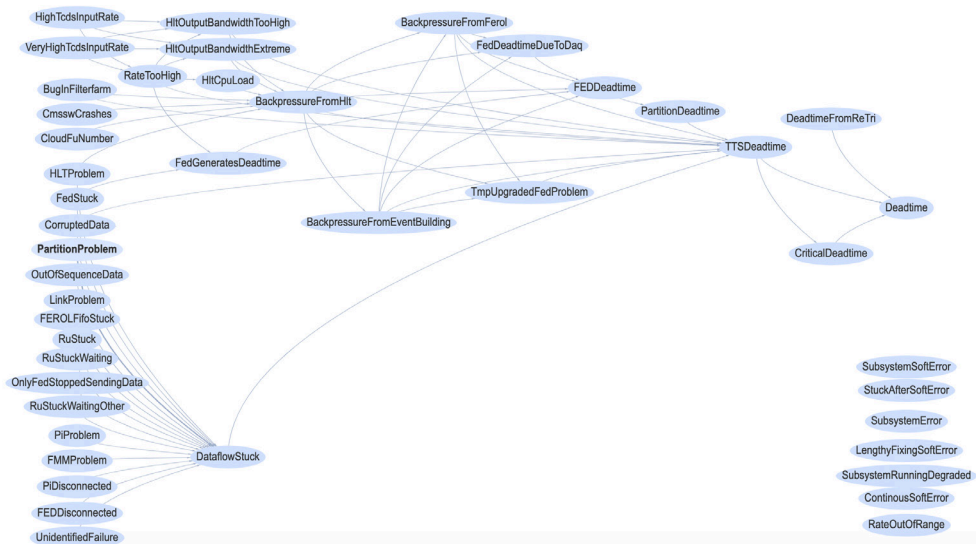 HighTcdsInputRate
HltOutputBandwidthTooHigh
BackpressureFromFerol
VeryHighTcdsInputRate
HltOutputBandwidthExtreme
FedDeadtimeDueToDaq
RateTooHigh
HltCpuLoad
BugInFilterfarm
BackpressureFromHlt
FEDDeadtime
CmsswCrashes
PartitionDeadtime
DeadtimeFromReTri
CloudFuNumber
TTSDeadtime
HLTProblem
FedGeneratesDeadtime
FedStuck
TmpUpgradedFedProblem
Deadtime
CorruptedData
BackpressureFromEventBuilding
PartitionProblem
CriticalDeadtime
OutOfSequenceData
LinkProblem
FEROLFifoStuck
RuStuck
RuStuckWaiting
SubsystemSoftError
OnlyFedStoppedSendingData
StuckAfterSoftError
RuStuckWaitingOther
SubsystemError
PiProblem
LengthyFixingSoftError
DataflowStuck
FMMProblem
SubsystemRunningDegraded
PiDisconnected
ContinousSoftError
FEDDisconnected
RateOutOfRange
UnidentifiedFailure